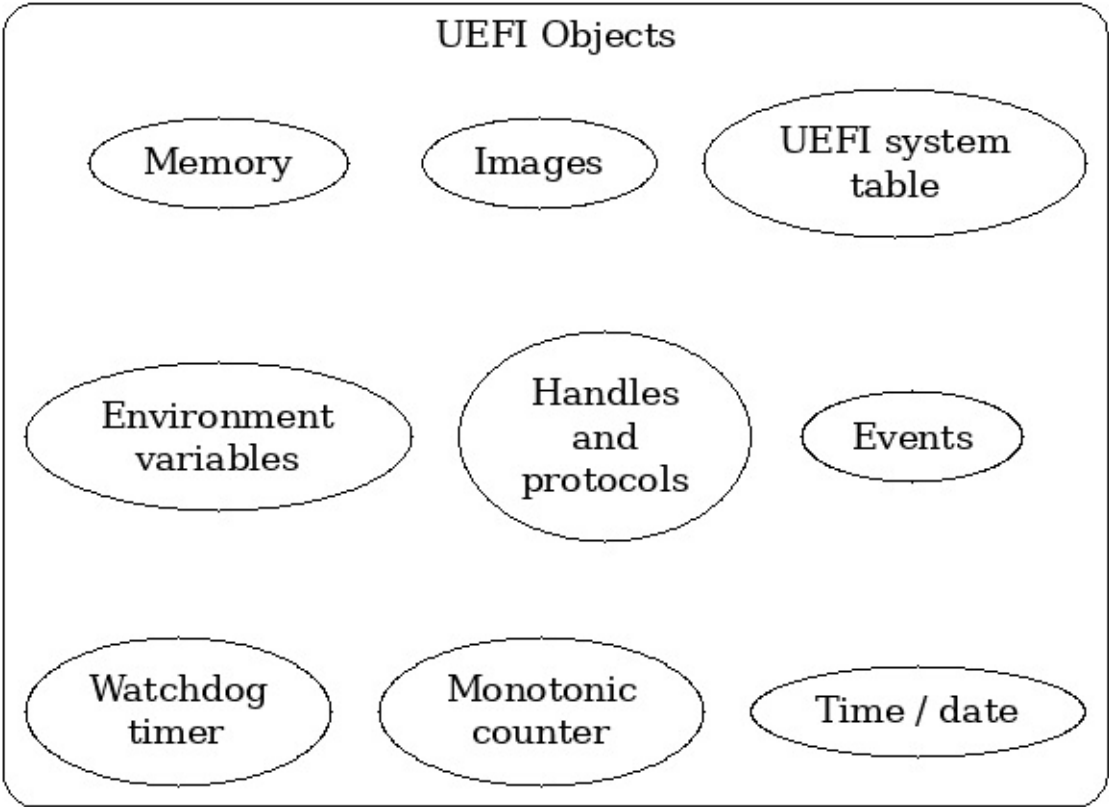 UEFI Objects
Memory
Images
UEFI system
table
Environment
variables
Handles
and
protocols
Events
Watchdog
timer
Monotonic
counter
Time / date